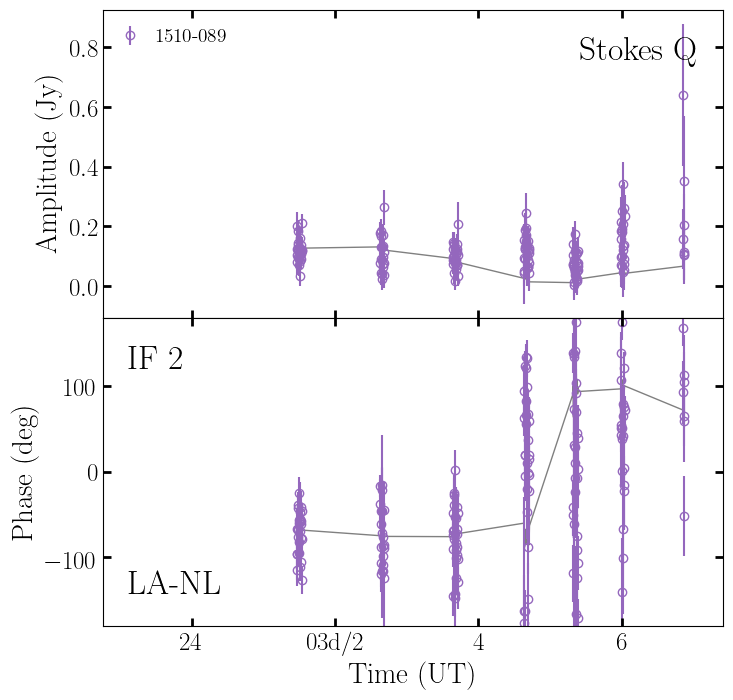 1510-089
Stokes Q
Amplitude (Jy)
0.8
0.6
0.4
0.2
0.0
IF 2
Phase (deg)
100
0
−100
LA-NL
24 03d/2 4 6
Time (UT)